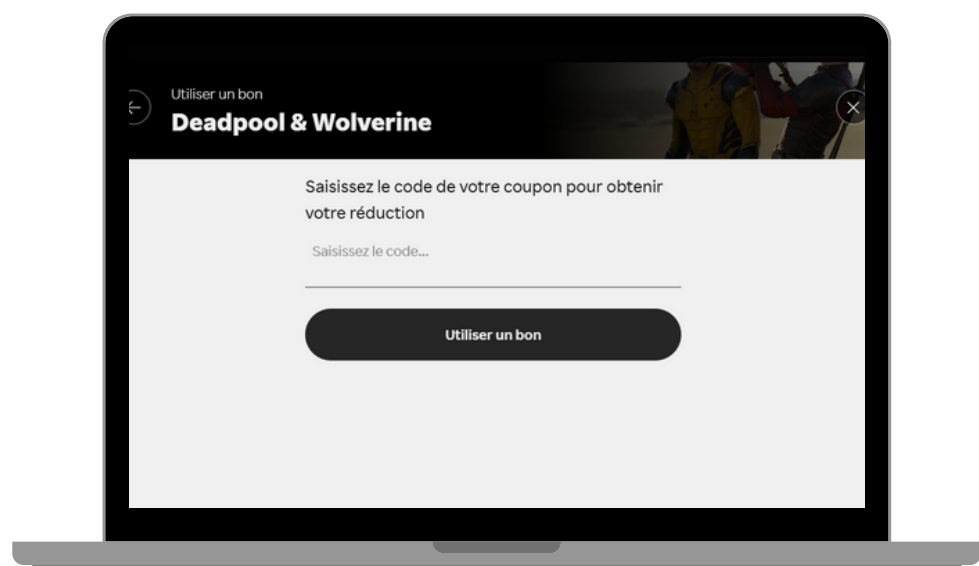 Utiliser un bon
Deadpool & Wolverine
Saisissez le code de votre coupon pour obtenir
votre réduction
Saisissez le code...
Utiliser un bon